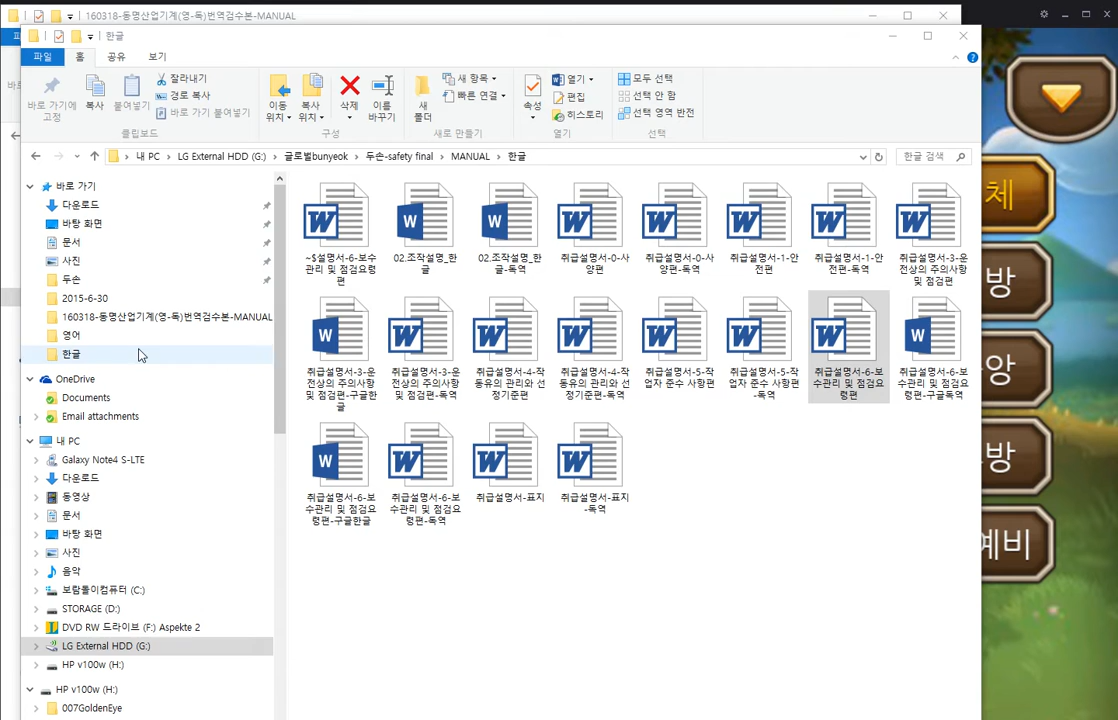 160318-동명산업기계(영-독)번역검수본-MANUAL
한글
파일
홈
공유
보기
바로 가기에 고정
복사
붙여넣기
잘라내기
경로 복사
바로 가기 붙여넣기
클립보드
이동 위치
복사 위치
삭제
이름 바꾸기
구성
새 폴더
새 항목
빠른 연결
새로 만들기
속성
열기
편집
히스토리
열기
모두 선택
선택 안 함
선택 영역 반전
선택
내 PC > LG External HDD (G:) > 글로벌bunyeok > 두손-safety final > MANUAL > 한글
한글 검색
바로 가기
다운로드
바탕 화면
문서
사진
두손
2015-6-30
160318-동명산업기계(영-독)번역검수본-MANUAL
영어
한글
OneDrive
Documents
Email attachments
내 PC
Galaxy Note4 S-LTE
다운로드
동영상
문서
바탕 화면
사진
음악
보람돌이컴퓨터 (C:)
STORAGE (D:)
DVD RW 드라이브 (F:) Aspekte 2
LG External HDD (G:)
HP v100w (H:)
HP v100w (H:)
007GoldenEye
~$설명서-6-보수
관리 및 점검요령
편
02.조작설명_한
글
02.조작설명_한
글-독역
취급설명서-0-사
양편
취급설명서-0-사
양편-독역
취급설명서-1-안
전편
취급설명서-1-안
전편-독역
취급설명서-3-운
전상의 주의사항
및 점검편
취급설명서-3-운
전상의 주의사항
및 점검편-구글한
글
취급설명서-3-운
전상의 주의사항
및 점검편-독역
취급설명서-4-작
동유의 관리와 선
정기준편
취급설명서-4-작
동유의 관리와 선
정기준편-독역
취급설명서-5-작
업자 준수 사항편
취급설명서-5-작
업자 준수 사항편
-독역
취급설명서-6-보
수관리 및 점검요
령편
취급설명서-6-보
수관리 및 점검요
령편-구글독역
취급설명서-6-보
수관리 및 점검요
령편-구글한글
취급설명서-6-보
수관리 및 점검요
령편-독역
취급설명서-표지
취급설명서-표지
-독역
체
방
앙
방
예비